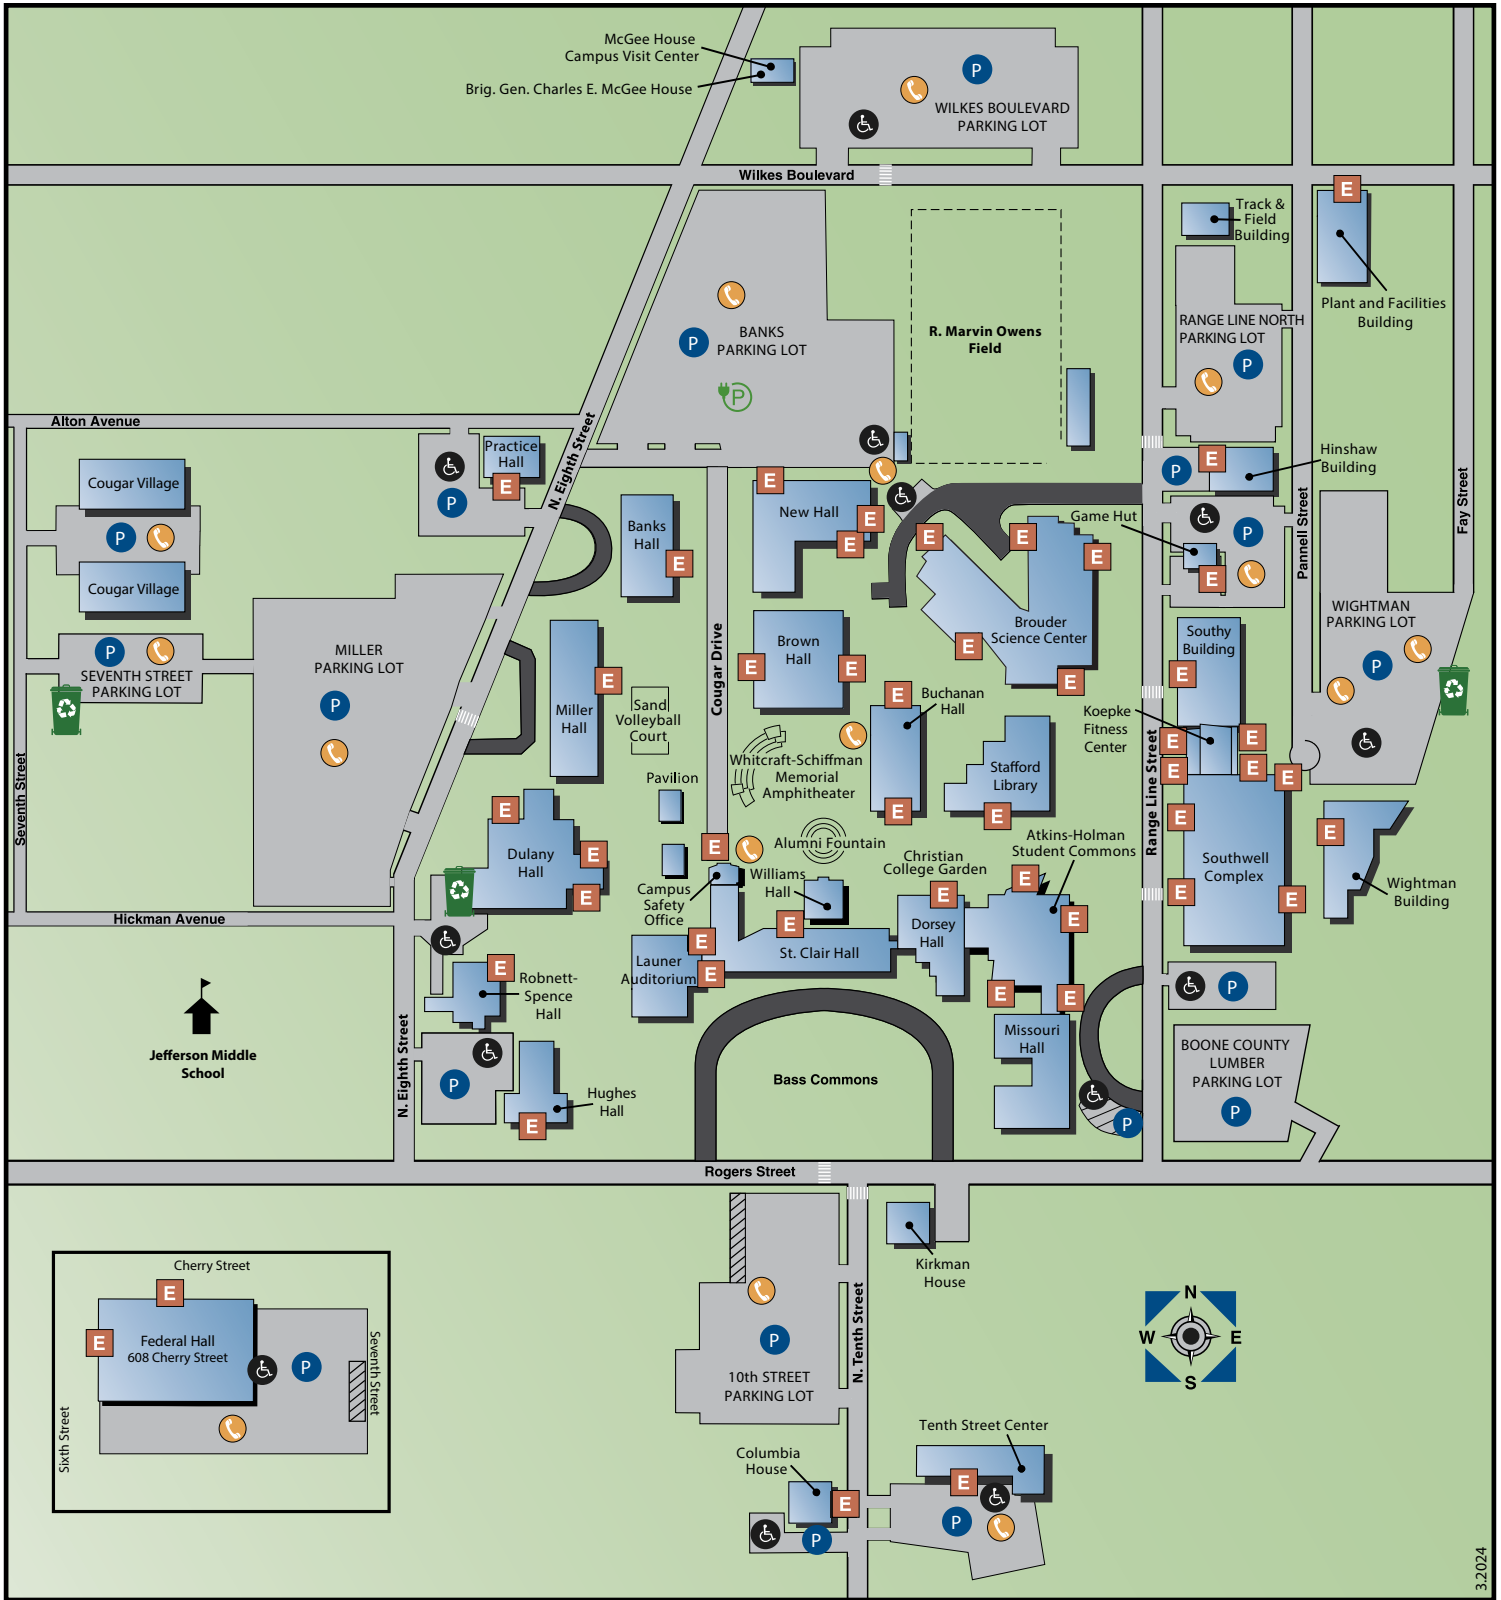 McGee House
Campus Visit Center
Brig. Gen. Charles E. McGee House
P
WILKES BOULEVARD
PARKING LOT
Wilkes Boulevard
E
Track &
Field
Building
Plant and Facilities
Building
BANKS
PARKING LOT
P
P
R. Marvin Owens
Field
RANGE LINE NORTH
PARKING LOT
P
Alton Avenue
N. Eighth Street
Practice
Hall
E
P
Cougar Village
P
Cougar Village
Banks
Hall
E
E
New Hall
E
E
P
E
Hinshaw
Building
Game Hut
P
E
Pannell Street
Fay Street
E
E
E
Brouder
Science Center
E
E
P
SEVENTH STREET
PARKING LOT
MILLER
PARKING LOT
P
Miller
Hall
E
Sand
Volleyball
Court
Cougar Drive
Brown
Hall
E
E
E
Buchanan
Hall
E
Southy
Building
E
WIGHTMAN
PARKING LOT
P
Koepke
Fitness
Center
E
E
E
E
E
Whitcraft-Schiffman
Memorial
Amphitheater
Stafford
Library
E
Pavilion
Seventh Street
Range Line Street
E
Dulany
Hall
E
E
E
Alumni Fountain
Campus
Safety
Office
Williams
Hall
Christian
College Garden
E
Atkins-Holman
Student Commons
E
E
E
E
Southwell
Complex
E
E
E
Wightman
Building
Hickman Avenue
E
Launer
Auditorium
E
E
St. Clair Hall
E
Dorsey
Hall
Robnett-
Spence
Hall
E
P
Jefferson Middle
School
N. Eighth Street
P
Hughes
Hall
E
Bass Commons
Missouri
Hall
P
BOONE COUNTY
LUMBER
PARKING LOT
P
Rogers Street
Cherry Street
E
E
Federal Hall
608 Cherry Street
P
Seventh Street
Sixth Street
Kirkman
House
P
10th STREET
PARKING LOT
N. Tenth Street
N
W
E
S
Columbia
House
E
P
Tenth Street Center
E
P
3.2024